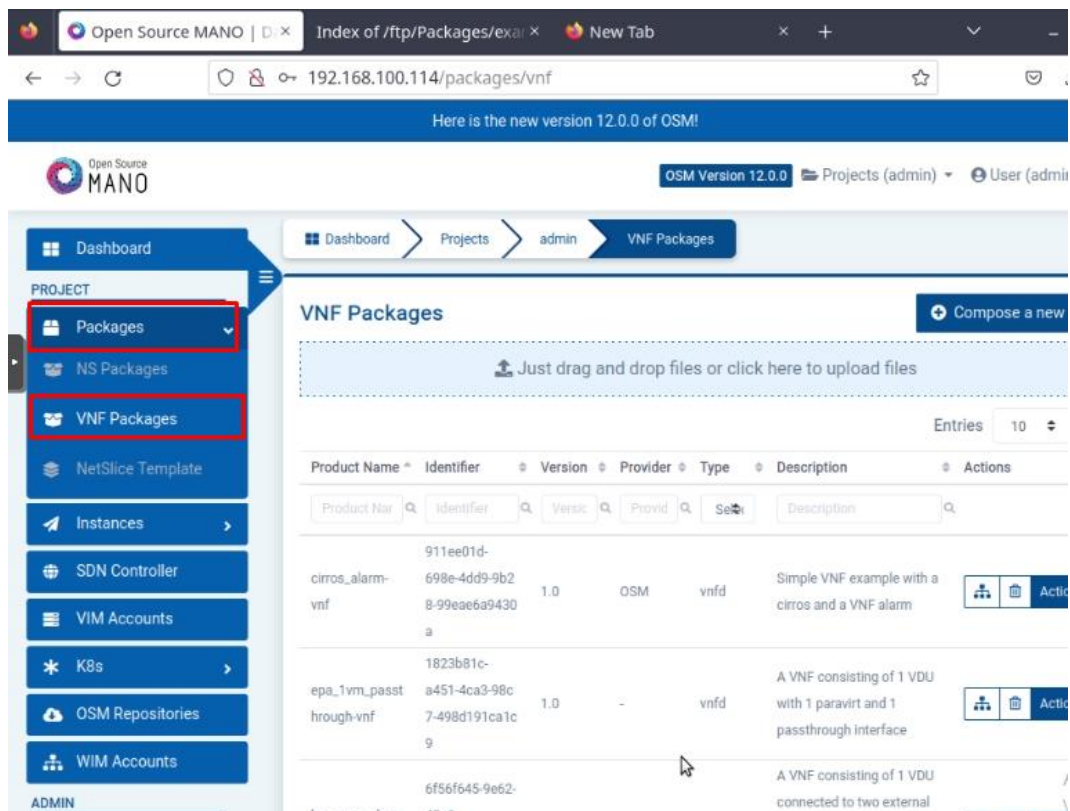 Open Source MANO | D
Index of /ftp/Packages/exa
New Tab
192.168.100.114/packages/vnf
Here is the new version 12.0.0 of OSM!
Open Source
MANO
OSM Version 12.0.0
Projects (admin)
User (admin
Dashboard
PROJECT
Packages
NS Packages
VNF Packages
NetSlice Template
Instances
SDN Controller
VIM Accounts
K8s
OSM Repositories
WIM Accounts
ADMIN
Dashboard
Projects
admin
VNF Packages
VNF Packages
Compose a new
Just drag and drop files or click here to upload files
Entries 10
Product Name Identifier Version Provider Type Description Actions
Product Nar Identifier Versic Provid Sele Description
cirros_alarm-
vnf
911ee01d-
698e-4dd9-9b2
8-99eae6a9430
a
1.0
OSM
vnfd
Simple VNF example with a
cirros and a VNF alarm
Actio
epa_1vm_passt
hrough-vnf
1823b81c-
a451-4ca3-98c
7-498d191ca1c
9
1.0
-
vnfd
A VNF consisting of 1 VDU
with 1 paravirt and 1
passthrough interface
Actio
6f56f645-9e62-
A VNF consisting of 1 VDU
connected to two external